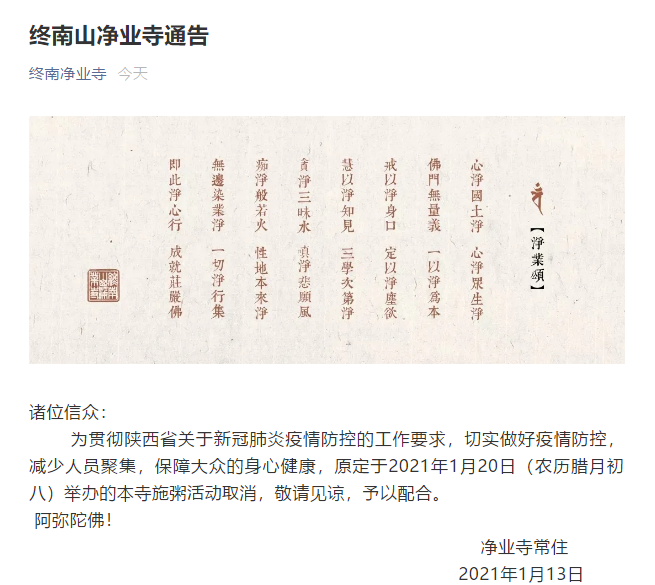 终南山净业寺通告
终南净业寺 今天
【淨業頌】
心淨國土淨 心淨眾生淨
佛門無量義 一以淨為本
戒以淨身口 定以淨塵欲
慧以淨知見 三學次第淨
貪淨三昧水 瞋淨悲願風
痴淨般若火 性地本來淨
無邊染業淨 一切淨行集
即此淨心行 成就莊嚴佛
诸位信众：
为贯彻陕西省关于新冠肺炎疫情防控的工作要求，切实做好疫情防控，
减少人员聚集，保障大众的身心健康，原定于2021年1月20日（农历腊月初
八）举办的本寺施粥活动取消，敬请见谅，予以配合。
阿弥陀佛！
净业寺常住
2021年1月13日